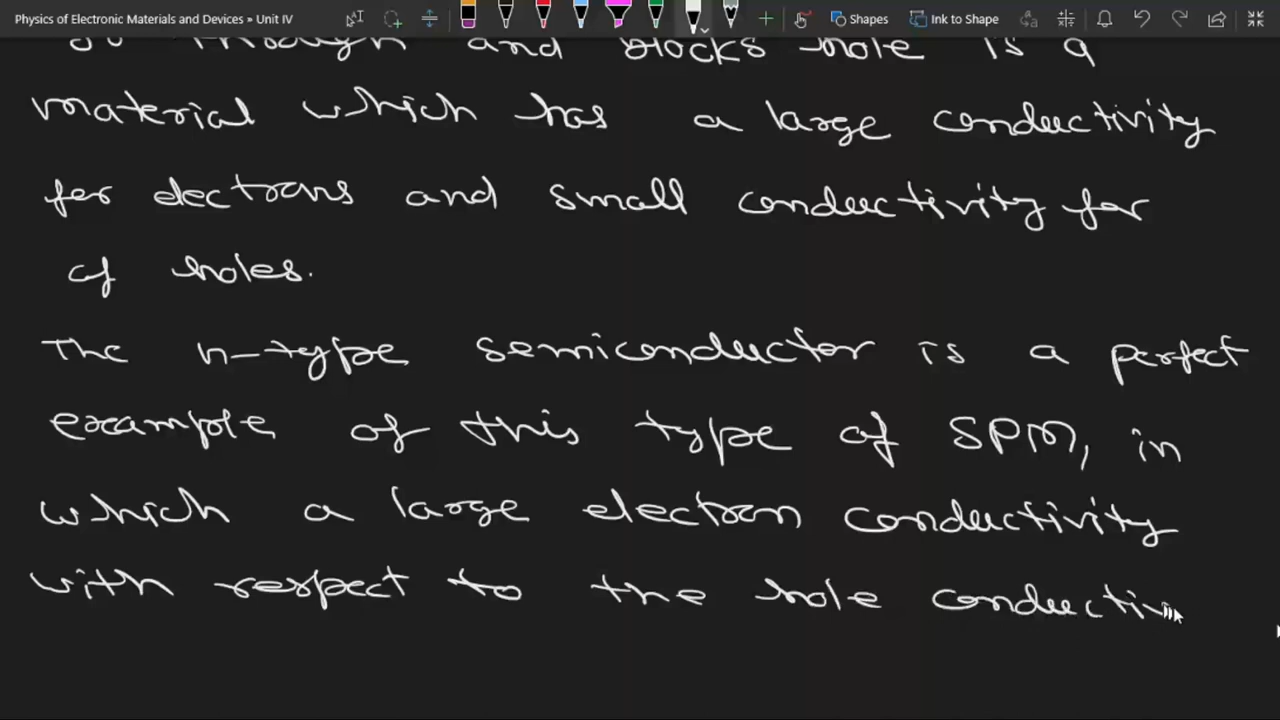 Physics of Electronic Materials and Devices » Unit IV
Shapes
Ink to Shape
go through and blocks hole is a
material which has a large conductivity
for electrons and small conductivity for
of holes.
The n-type semiconductor is a perfect
example of this type of SPM, in
which a large electron conductivity
with respect to the hole conductiv